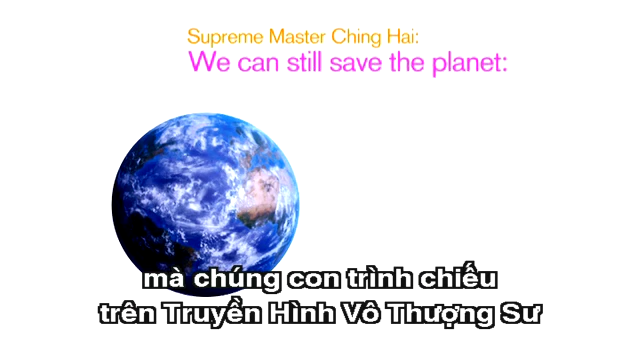 Supreme Master Ching Hai:
We can still save the planet:
mà chúng con trình chiếu
trên Truyền Hình Vô Thượng Sư